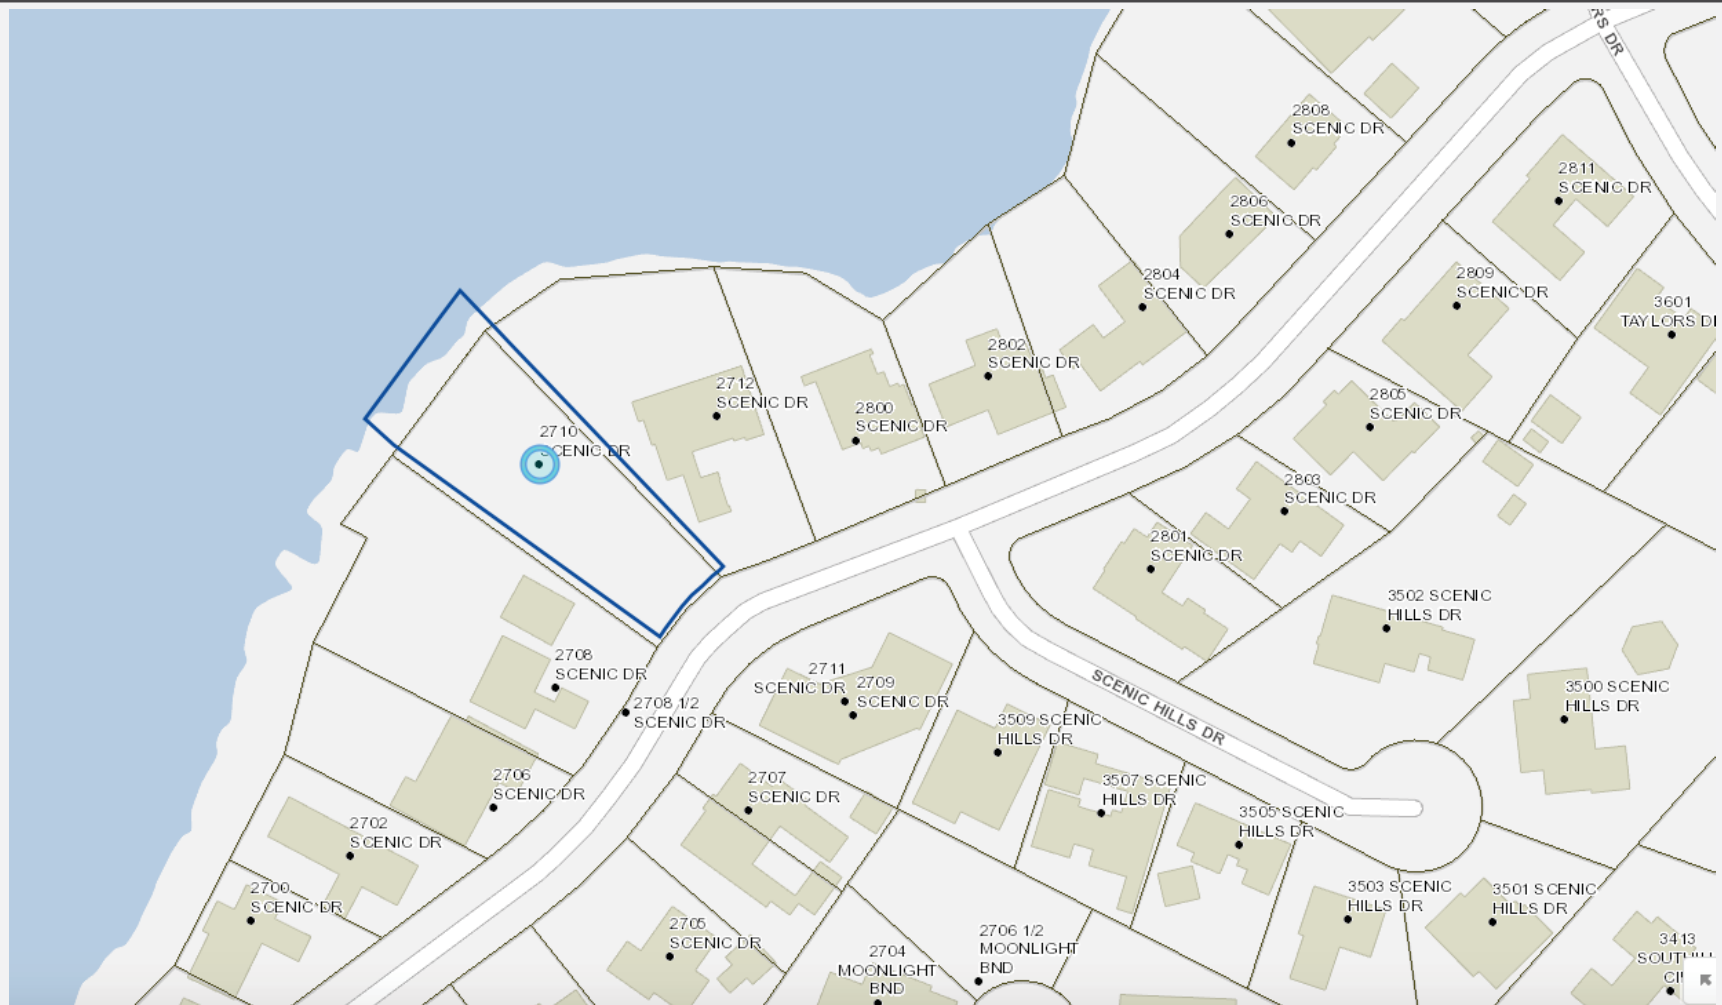 RS DR
2808
SCENIC DR
2811
SCENIC DR
2806
SCENIC DR
2804
SCENIC DR
2809
SCENIC DR
3601
TAYLORS DR
2802
SCENIC DR
2712
SCENIC DR
2800
SCENIC DR
2805
SCENIC DR
2710
SCENIC DR
2803
SCENIC DR
2801
SCENIC DR
3502 SCENIC
HILLS DR
2708
SCENIC DR
2711
SCENIC DR
2709
SCENIC DR
2708 1/2
SCENIC DR
SCENIC HILLS DR
3500 SCENIC
HILLS DR
3509 SCENIC
HILLS DR
2706
SCENIC DR
2707
SCENIC DR
3507 SCENIC
HILLS DR
3505 SCENIC
HILLS DR
2702
SCENIC DR
2700
SCENIC DR
3503 SCENIC
HILLS DR
3501 SCENIC
HILLS DR
2705
SCENIC DR
2704
MOONLIGHT
BND
2706 1/2
MOONLIGHT
BND
3413